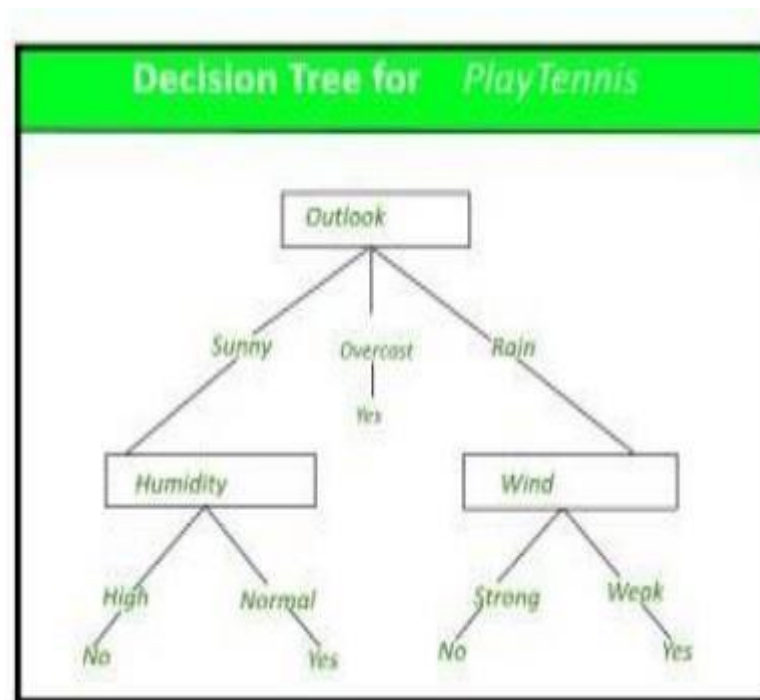 Decision Tree for PlayTennis
Outlook
Sunny Overcast Rain
Yes
Humidity Wind
High Normal Strong Weak
No Yes No Yes